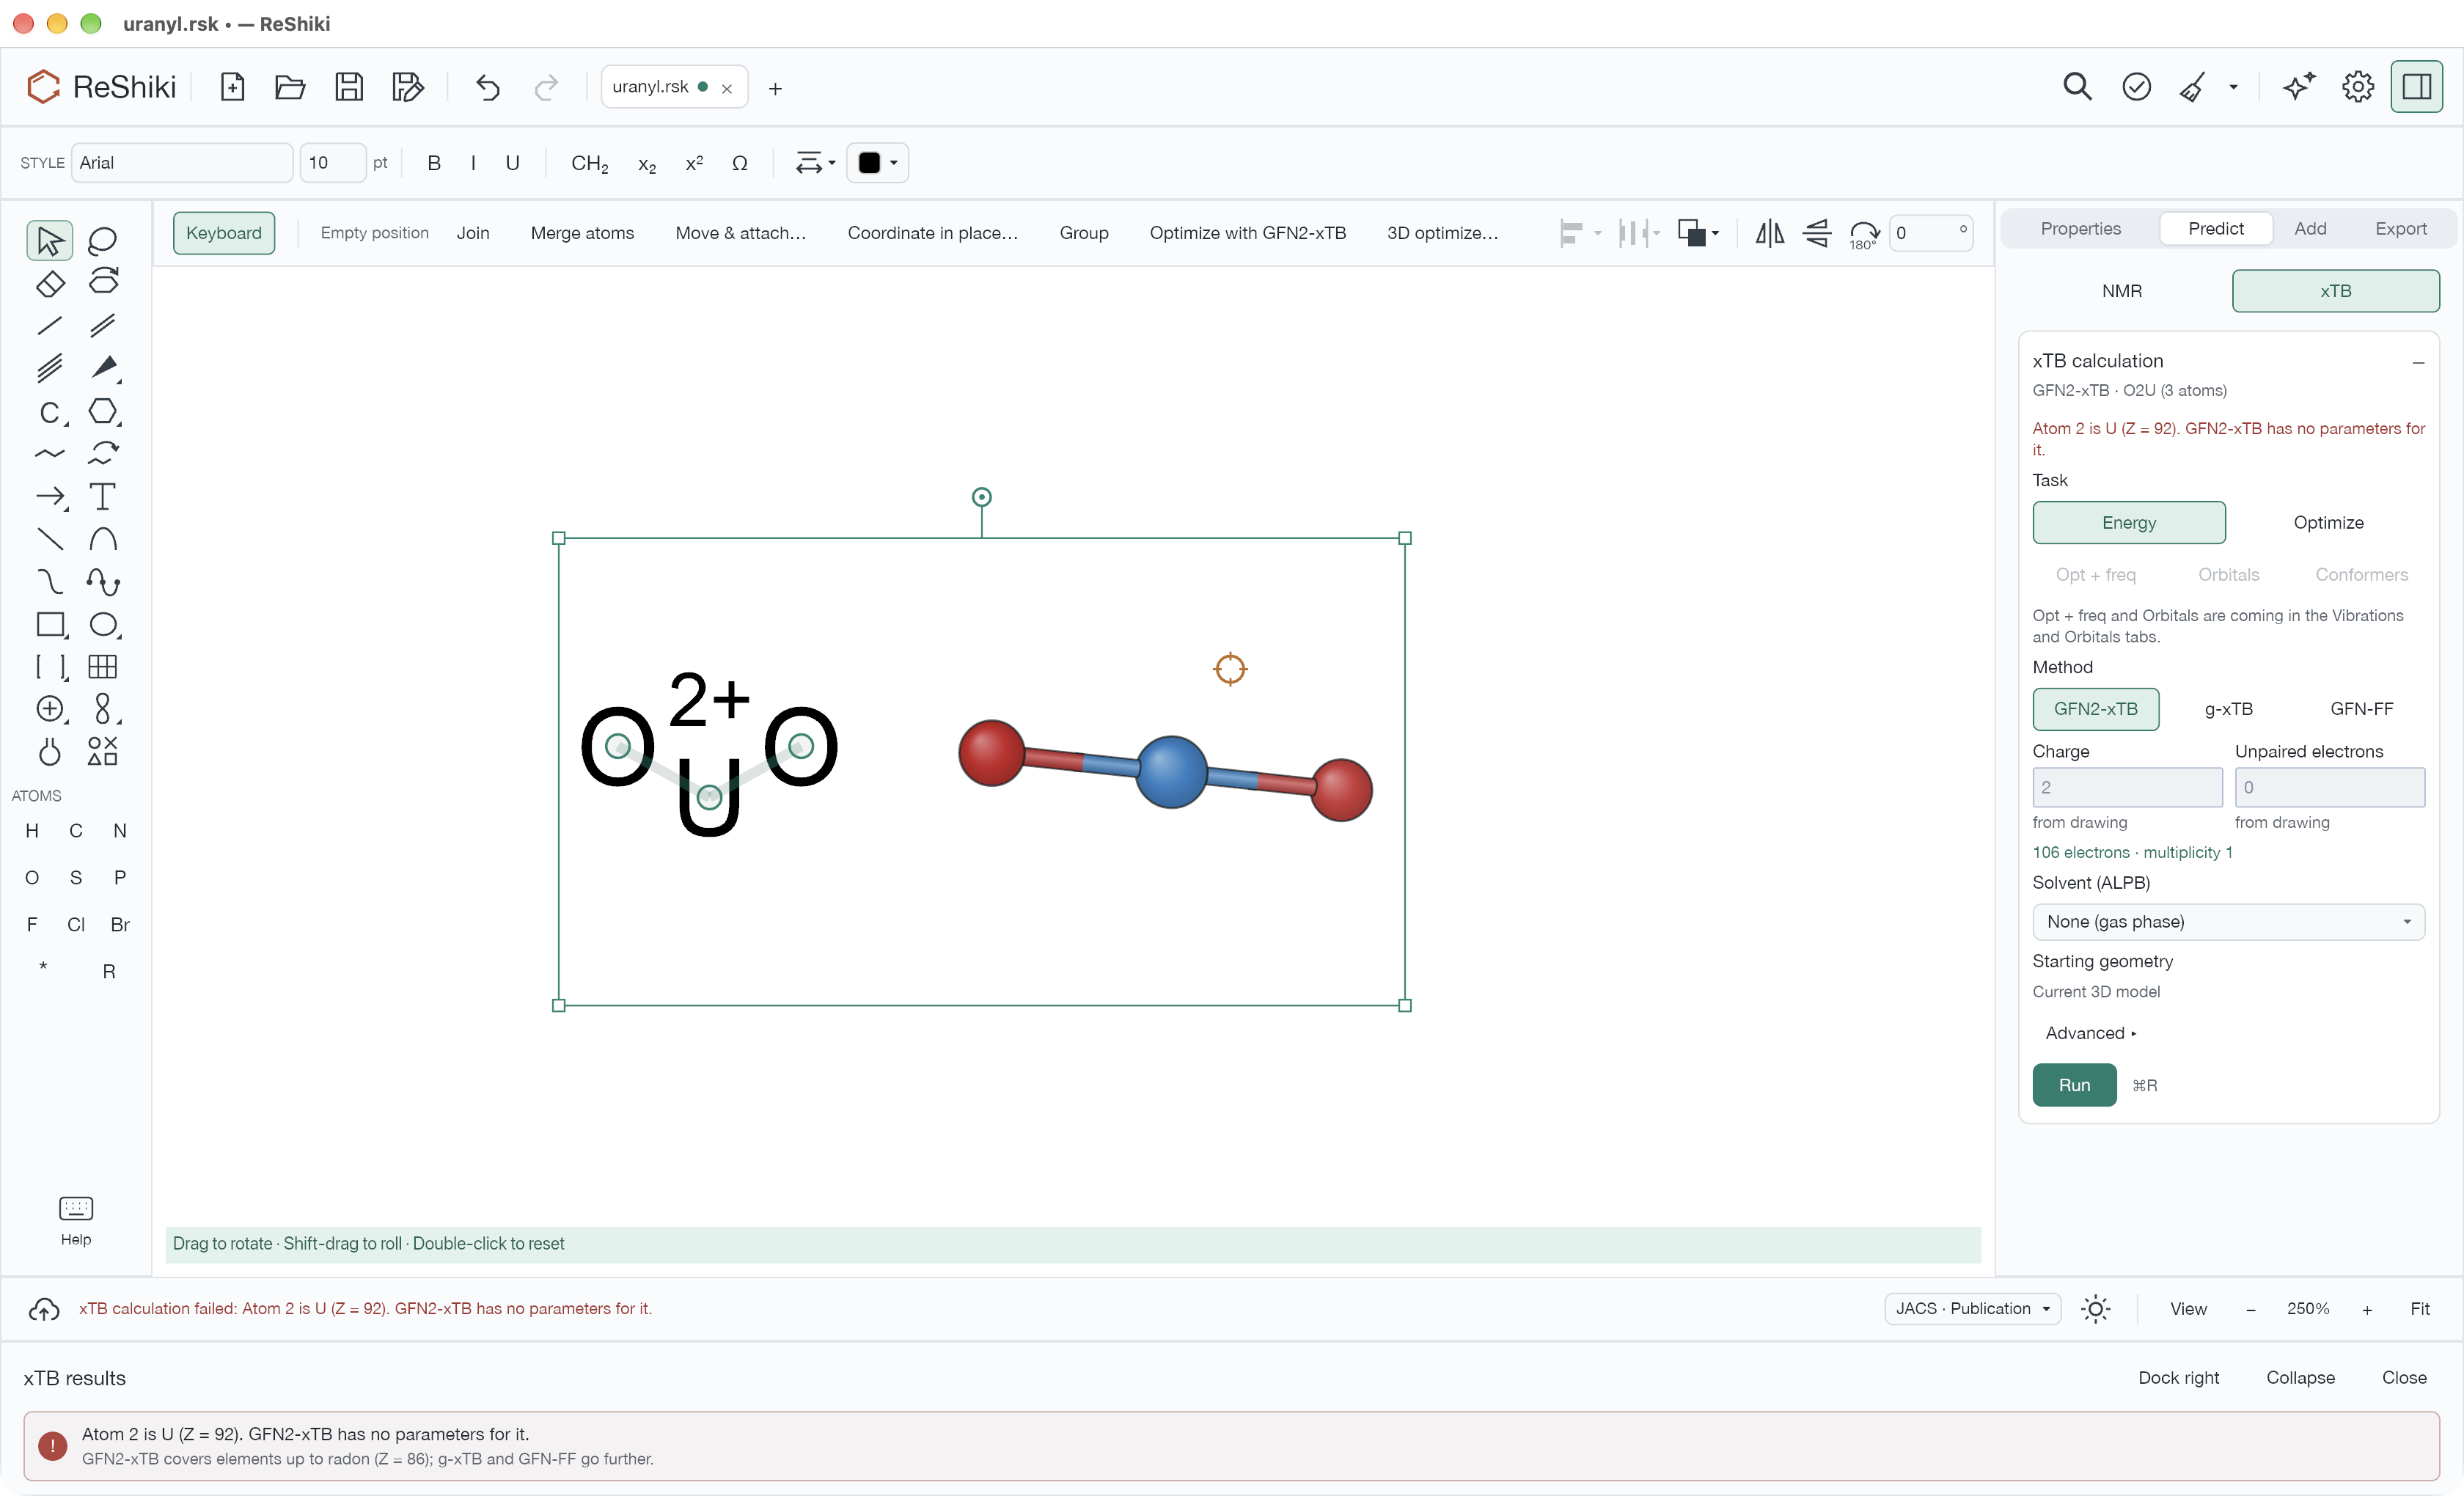 uranyl.rsk • — ReShiki
ReShiki
uranyl.rsk
STYLE Arial 10 pt B I U CH₂ x₂ x² Ω
Keyboard Empty position Join Merge atoms Move & attach... Coordinate in place... Group Optimize with GFN2-xTB 3D optimize... 180° 0 °
Properties Predict Add Export
NMR xTB
xTB calculation
GFN2-xTB · O2U (3 atoms)
Atom 2 is U (Z = 92). GFN2-xTB has no parameters for
it.
Task
Energy Optimize
Opt + freq Orbitals Conformers
Opt + freq and Orbitals are coming in the Vibrations
and Orbitals tabs.
Method
GFN2-xTB g-xTB GFN-FF
Charge Unpaired electrons
2 0
from drawing from drawing
106 electrons · multiplicity 1
Solvent (ALPB)
None (gas phase)
Starting geometry
Current 3D model
Advanced
Run ⌘R
C
T
ATOMS
H C N
O S P
F Cl Br
* R
Help
2+
O O
U
Drag to rotate · Shift-drag to roll · Double-click to reset
xTB calculation failed: Atom 2 is U (Z = 92). GFN2-xTB has no parameters for it.
JACS · Publication View − 250% + Fit
xTB results Dock right Collapse Close
Atom 2 is U (Z = 92). GFN2-xTB has no parameters for it.
GFN2-xTB covers elements up to radon (Z = 86); g-xTB and GFN-FF go further.